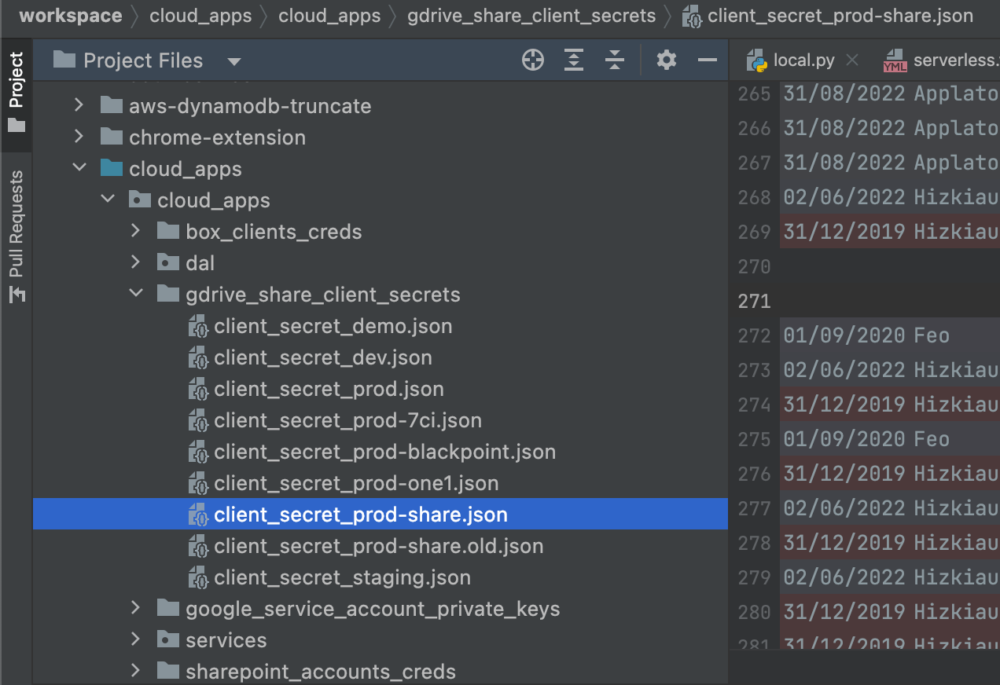 workspace cloud_apps cloud_apps gdrive_share_client_secrets client_secret_prod-share.json
Project
Pull Requests
Project Files
aws-dynamodb-truncate
chrome-extension
cloud_apps
cloud_apps
box_clients_creds
dal
gdrive_share_client_secrets
client_secret_demo.json
client_secret_dev.json
client_secret_prod.json
client_secret_prod-7ci.json
client_secret_prod-blackpoint.json
client_secret_prod-one1.json
client_secret_prod-share.json
client_secret_prod-share.old.json
client_secret_staging.json
google_service_account_private_keys
services
sharepoint_accounts_creds
local.py YML serverless.
265 31/08/2022 Applato
266 31/08/2022 Applato
267 31/08/2022 Applato
268 02/06/2022 Hizkiau
269 31/12/2019 Hizkiau
270
271
272 01/09/2020 Feo
273 02/06/2022 Hizkiau
274 31/12/2019 Hizkiau
275 01/09/2020 Feo
276 31/12/2019 Hizkiau
277 02/06/2022 Hizkiau
278 31/12/2019 Hizkiau
279 02/06/2022 Hizkiau
280 31/12/2019 Hizkiau
281 31/12/2019 Hizkiau